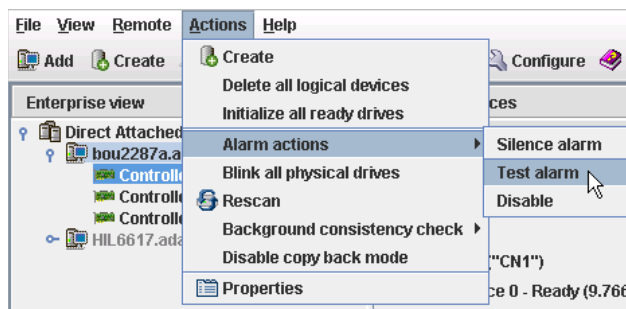 File View Remote Actions Help
Add Create Configure
Create
Delete all logical devices
Initialize all ready drives
Alarm actions
Blink all physical drives
Rescan
Background consistency check
Disable copy back mode
Properties
Silence alarm
Test alarm
Disable
Enterprise view
Direct Attached
bou2287a.a
Controlle
Controlle
Controlle
HIL6617.ada
ces
("CN1")
ce 0 - Ready (9.766